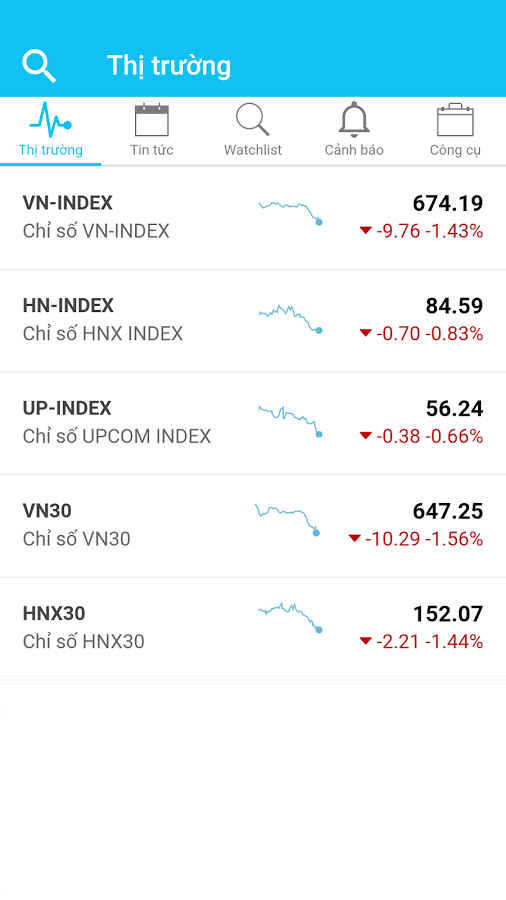 Thị trường
Thị trường
Tin tức
Watchlist
Cảnh báo
Công cụ
VN-INDEX
674.19
Chỉ số VN-INDEX
-9.76 -1.43%
HN-INDEX
84.59
Chỉ số HNX INDEX
-0.70 -0.83%
UP-INDEX
56.24
Chỉ số UPCOM INDEX
-0.38 -0.66%
VN30
647.25
Chỉ số VN30
-10.29 -1.56%
HNX30
152.07
Chỉ số HNX30
-2.21 -1.44%